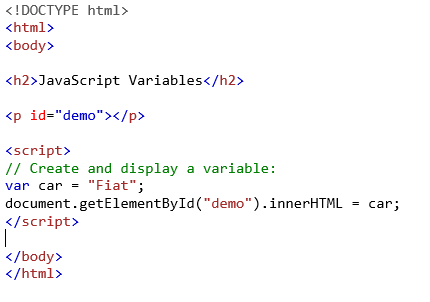 <!DOCTYPE html>
<html>
<body>
<h2>JavaScript Variables</h2>
<p id="demo"></p>
<script>
// Create and display a variable:
var car = "Fiat";
document.getElementById("demo").innerHTML = car;
</script>
</body>
</html>